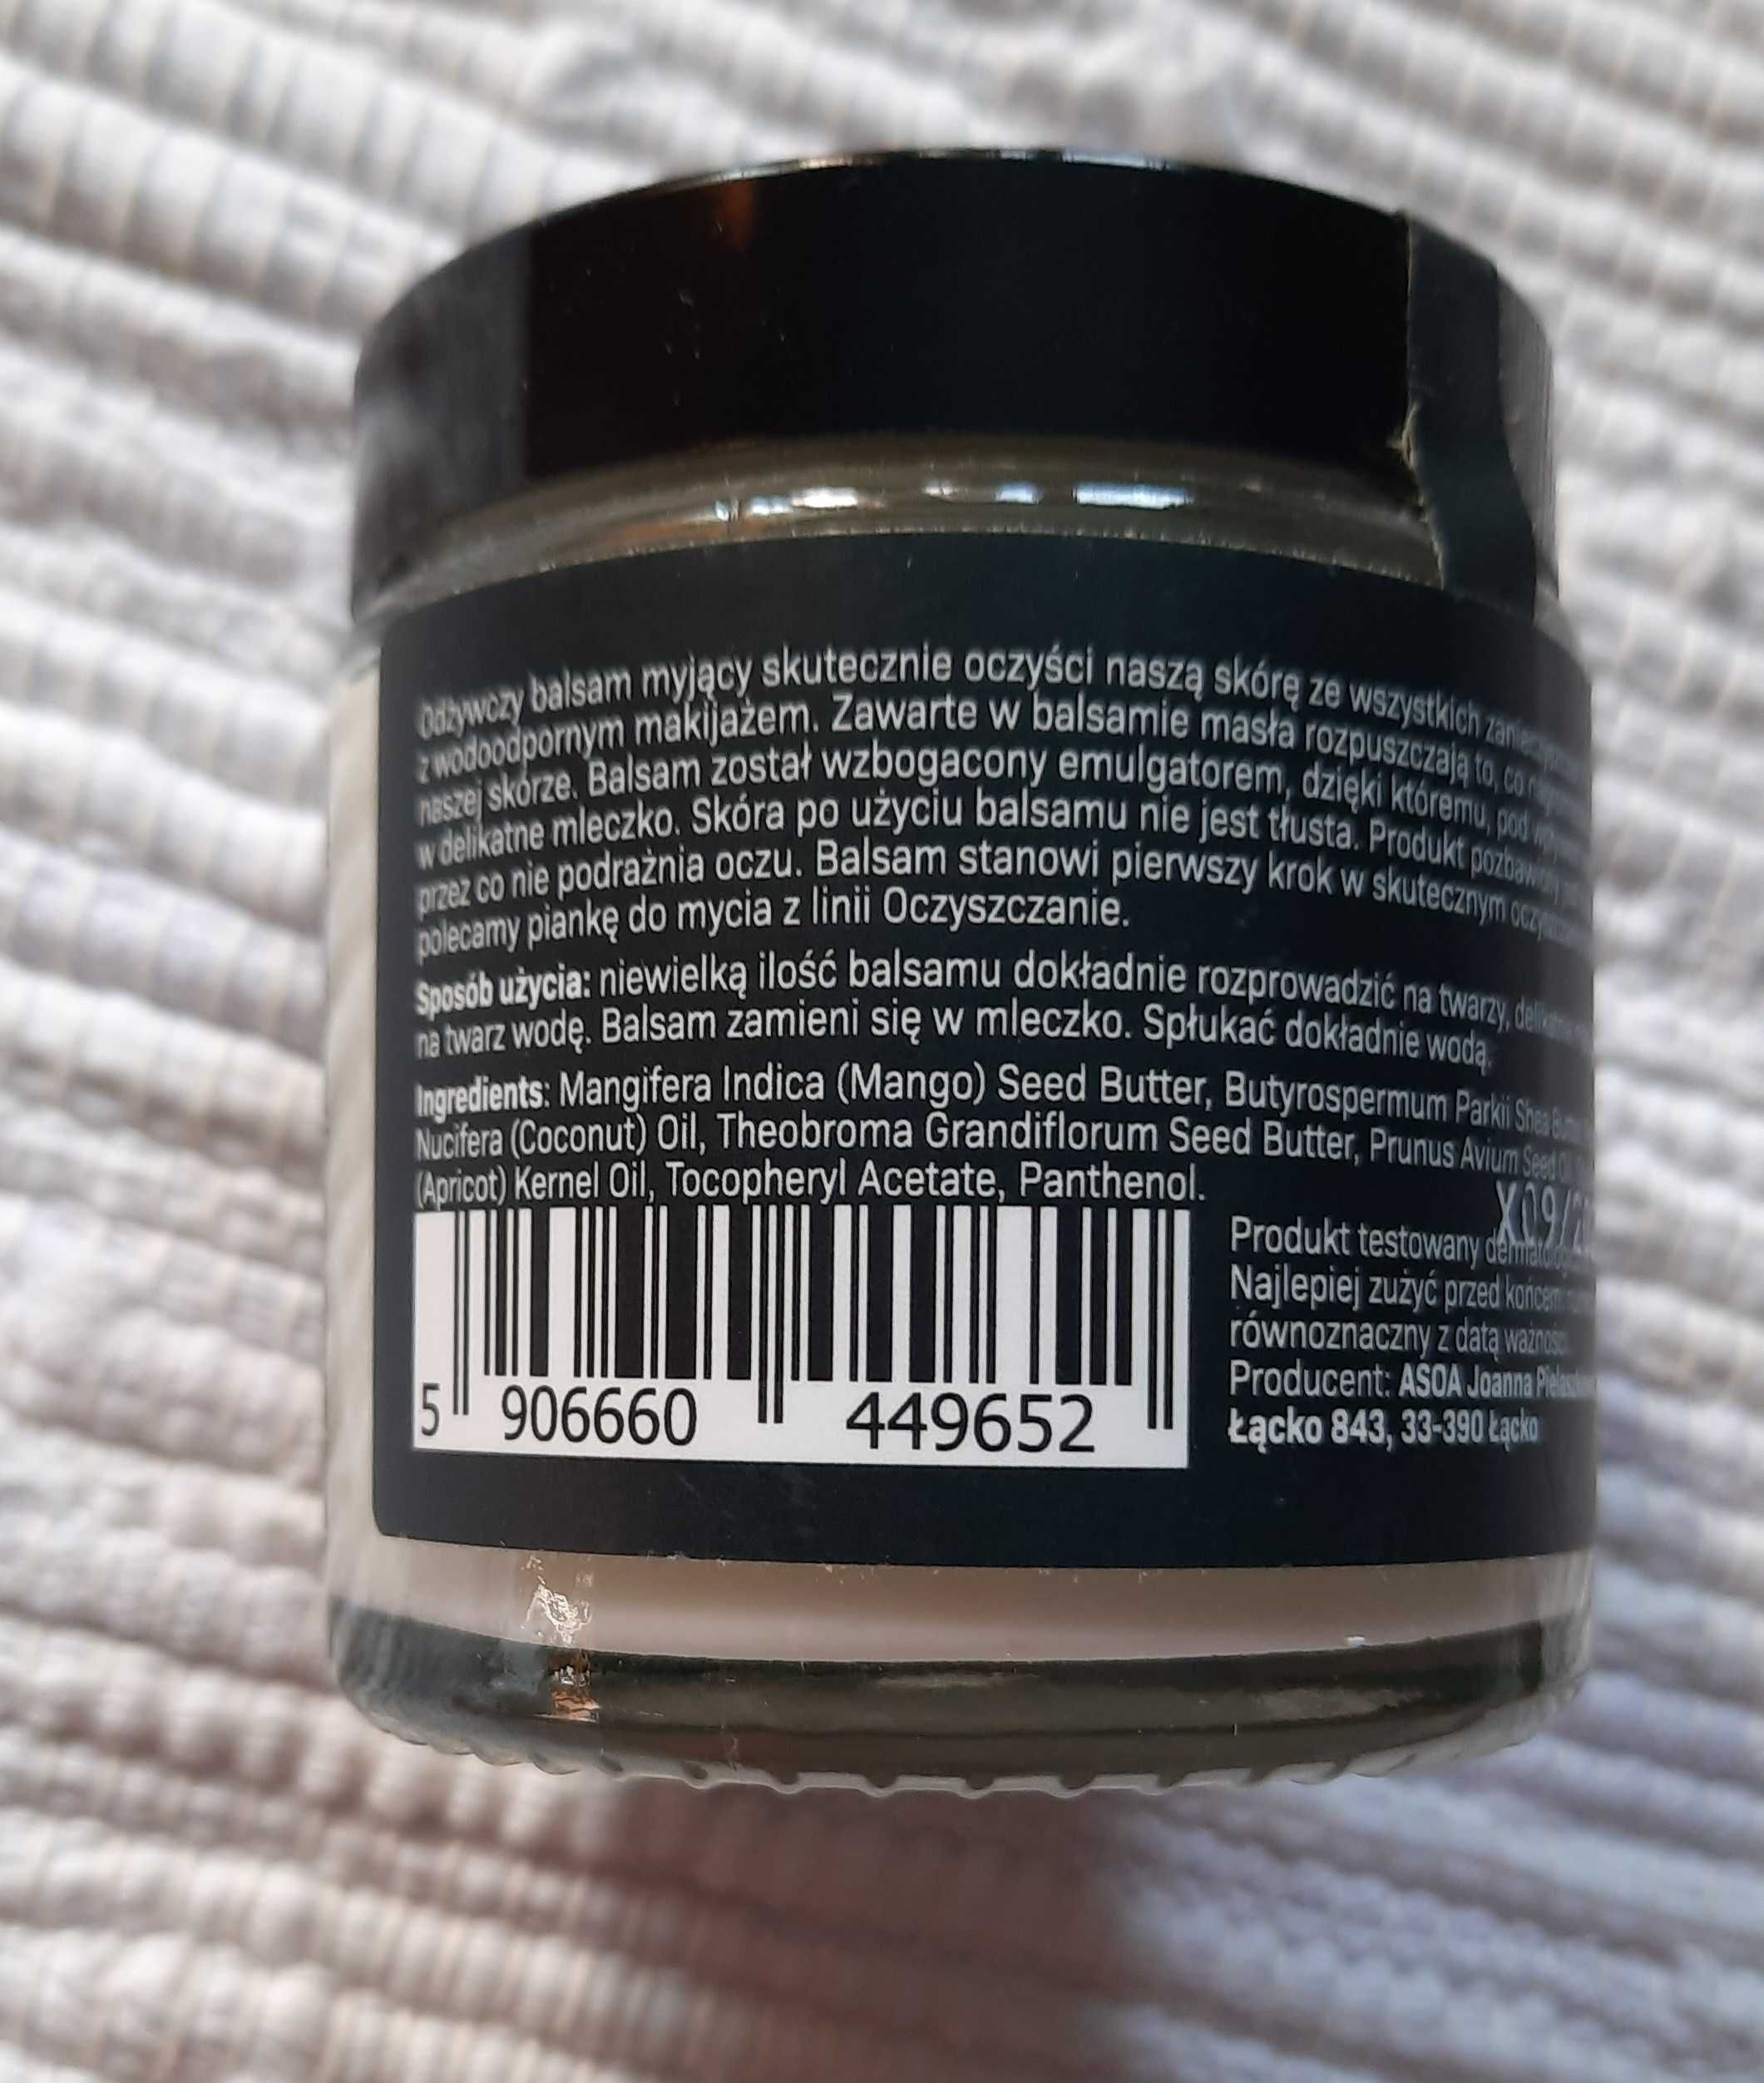 Odżywczy balsam myjący skutecznie oczyści naszą skórę ze wszystkich
z wodoodpornym makijażem. Zawarte w balsamie masła rozpuszczają to, co
naszej skórze. Balsam został wzbogacony emulgatorem, dzięki któremu, pod
w delikatne mleczko. Skóra po użyciu balsamu nie jest tłusta. Produkt
przez co nie podrażnia oczu. Balsam stanowi pierwszy krok w skutecznym
polecamy piankę do mycia z linii Oczyszczanie.
Sposób użycia: niewielką ilość balsamu dokładnie rozprowadzić na twarzy,
na twarz wodę. Balsam zamieni się w mleczko. Spłukać dokładnie wodą.
Ingredients: Mangifera Indica (Mango) Seed Butter, Butyrospermum Parkii Shea
Nucifera (Coconut) Oil, Theobroma Grandiflorum Seed Butter, Prunus Avium Seed
(Apricot) Kernel Oil, Tocopheryl Acetate, Panthenol.
X09/2
Produkt testowany
Najlepiej zużyć przed końcem
równoznaczny z datą
Producent: ASOA Joanna
Łącko 843, 33-390 Łącko
5 906660 449652